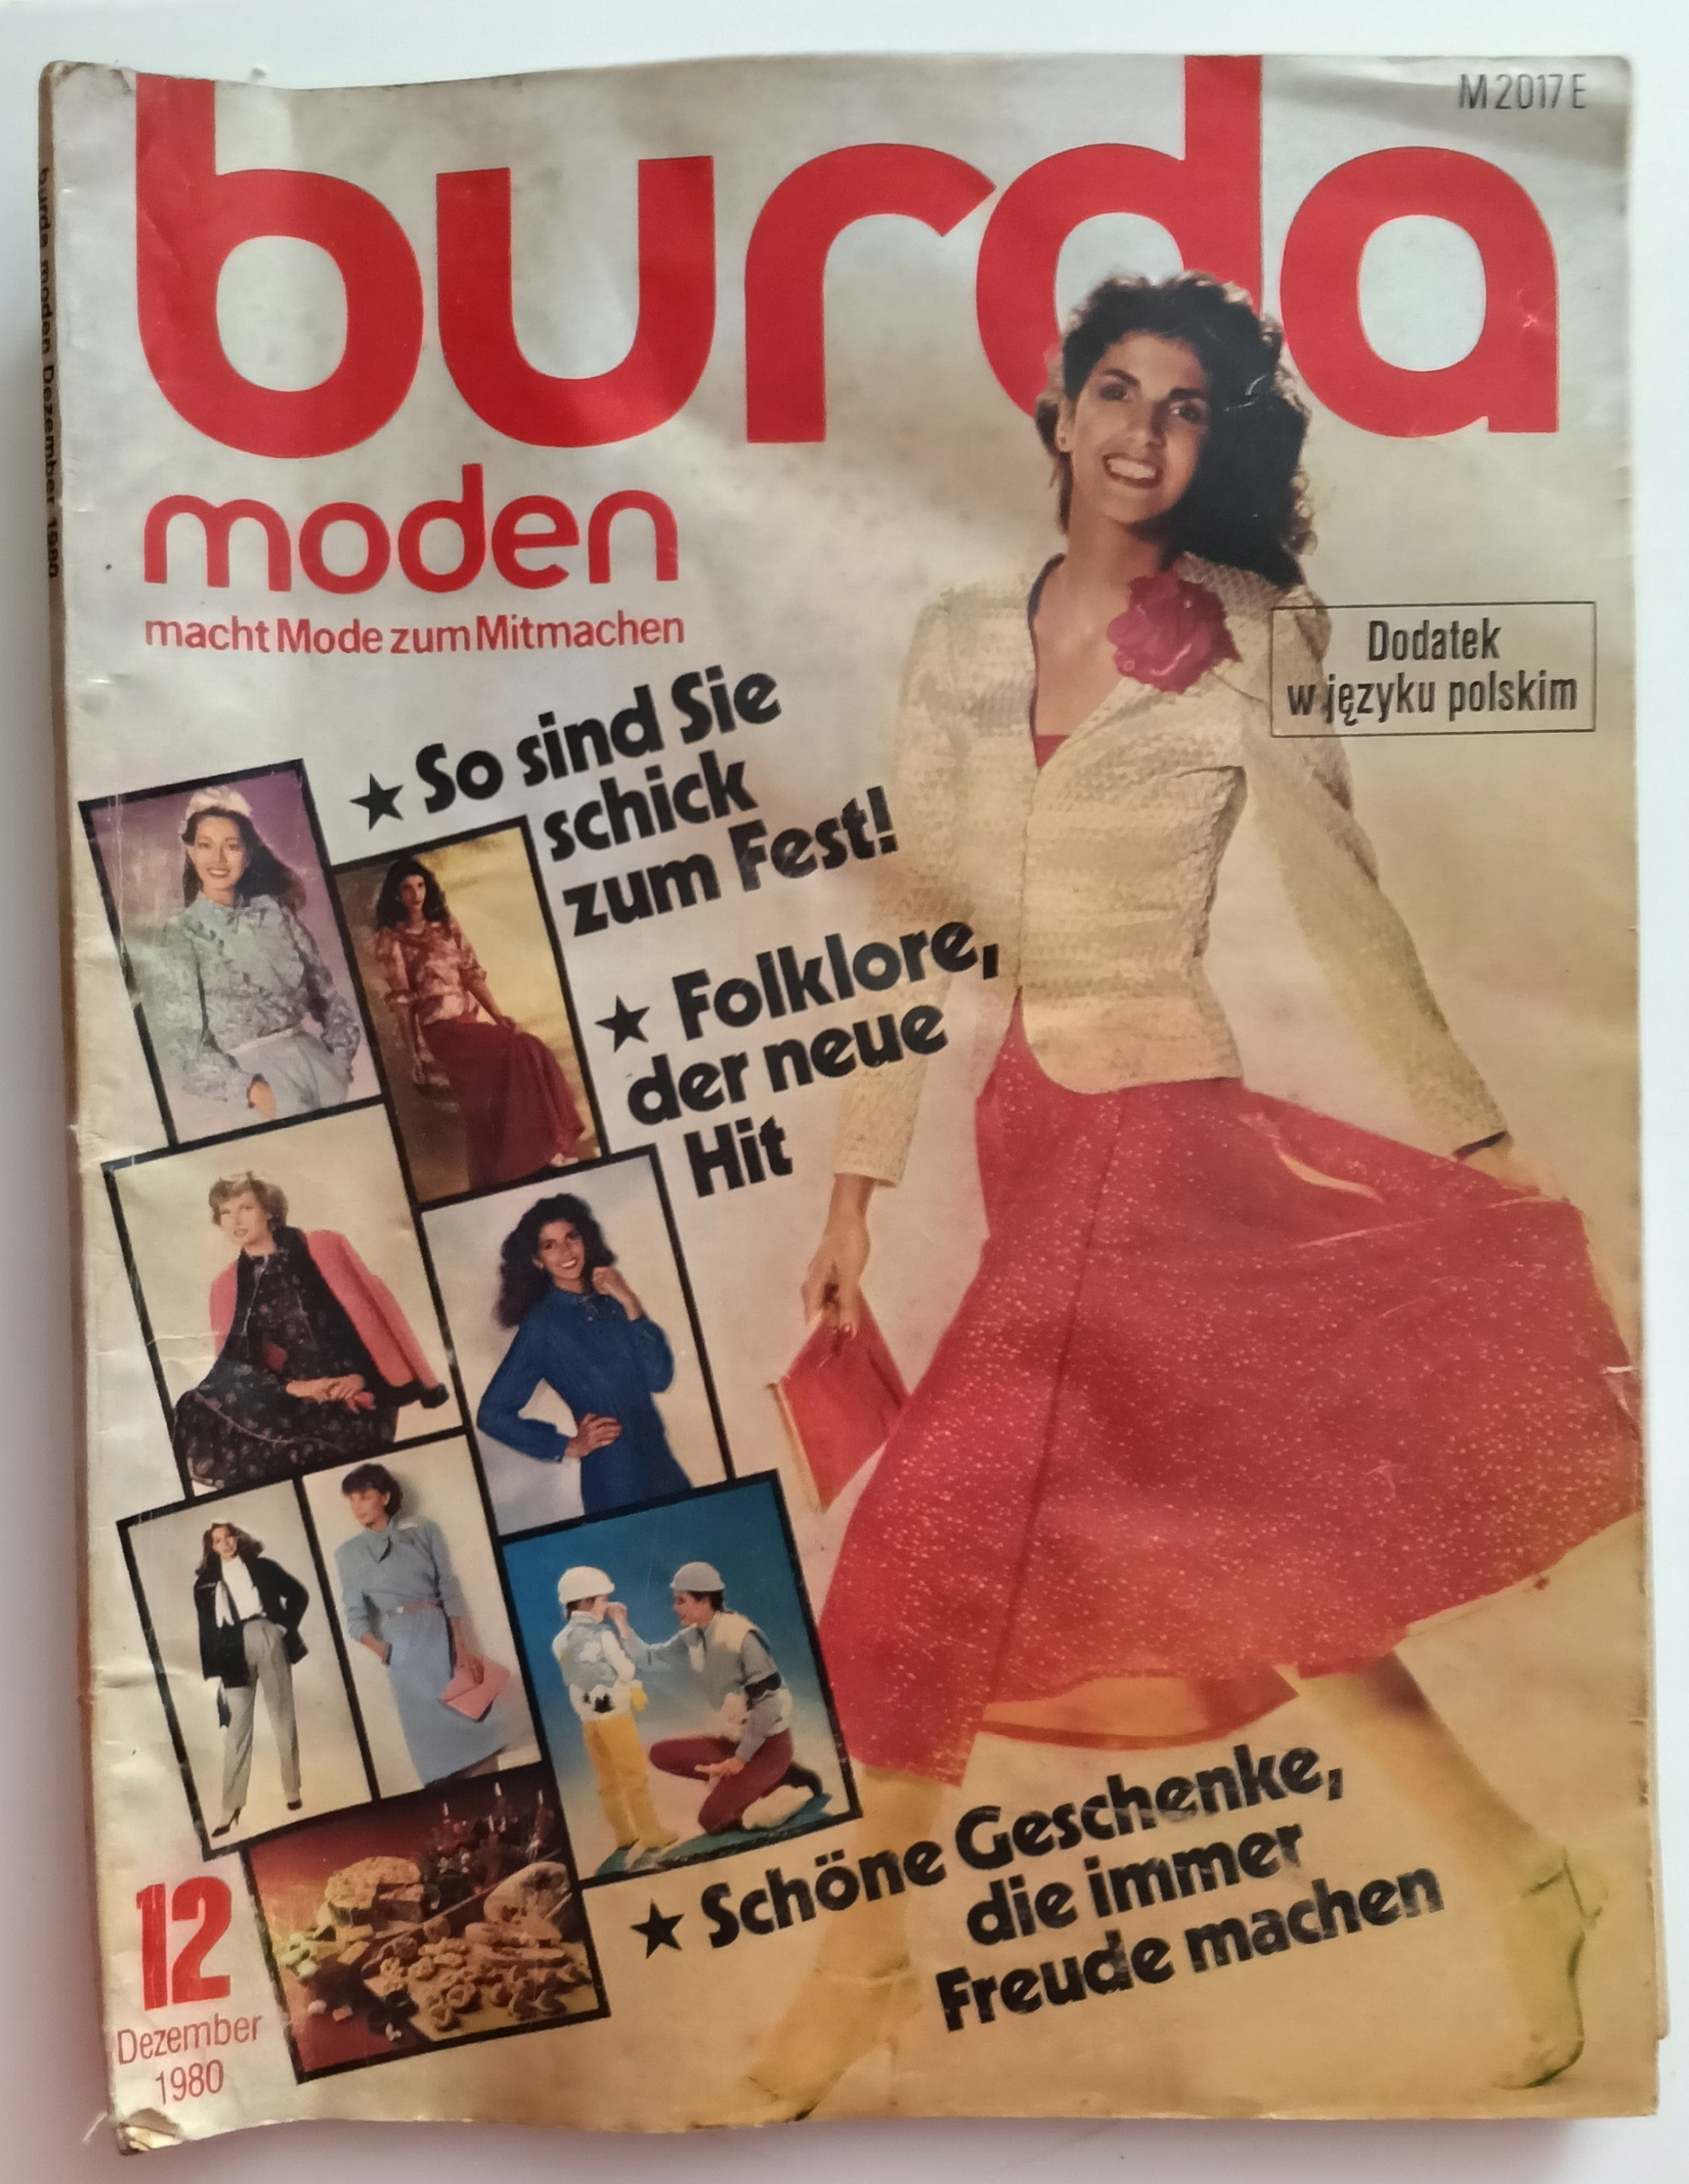 M2017E
burda
moden
macht Mode zum Mitmachen
Dodatek
w języku polskim
★ So sind Sie
schick
zum Fest!
★ Folklore,
der neue
Hit
★ Schöne Geschenke,
die immer
Freude machen
12
Dezember
1980
burda moden Dezember 1980